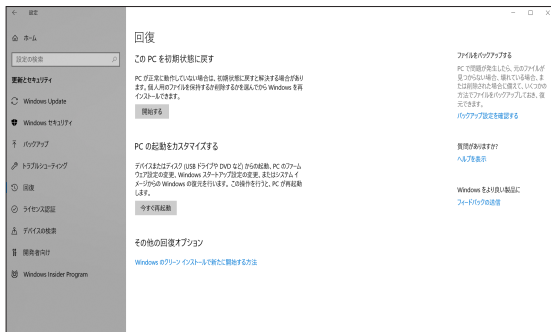 設定
ホーム
設定の検索
更新とセキュリティ
Windows Update
Windows セキュリティ
バックアップ
トラブルシューティング
回復
ライセンス認証
デバイスの検索
開発者向け
Windows Insider Program
回復
この PC を初期状態に戻す
PC が正常に動作していない場合は、初期状態に戻すと解決する場合があり
ます。個人用のファイルを保持するか削除するかを選んでから Windows を再
インストールできます。
開始する
PC の起動をカスタマイズする
デバイスまたはディスク (USB ドライブや DVD など) からの起動、PC のファーム
ウェア設定の変更、Windows スタートアップ設定の変更、またはシステム イ
メージからの Windows の復元を行います。この操作を行うと、PC が再起動
します。
今すぐ再起動
その他の回復オプション
Windows のクリーン インストールで新たに開始する方法
ファイルをバックアップする
PC で問題が発生したら、元のファイルが
見つからない場合、壊れている場合、ま
たは削除された場合に備えて、いくつかの
方法でファイルをバックアップしておき、復
元できます。
バックアップ設定を確認する
質問がありますか?
ヘルプを表示
Windows をより良い製品に
フィードバックの送信